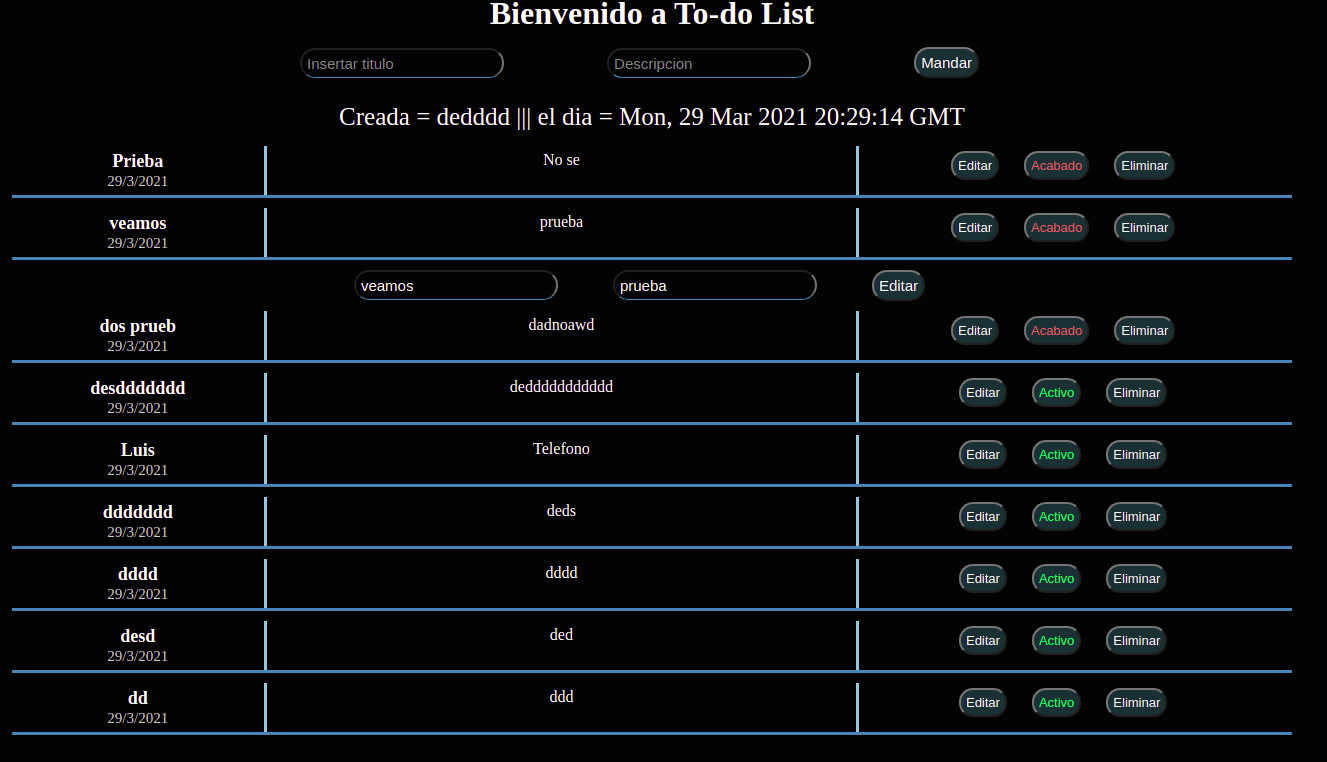 Bienvenido a To-do List
Insertar titulo Descripcion Mandar
Creada = dedddd ||| el dia = Mon, 29 Mar 2021 20:29:14 GMT
Prieba No se Editar Acabado Eliminar
29/3/2021
veamos prueba Editar Acabado Eliminar
29/3/2021
veamos prueba Editar
dos prueb dadnoawd Editar Acabado Eliminar
29/3/2021
desddddddd deddddddddddd Editar Activo Eliminar
29/3/2021
Luis Telefono Editar Activo Eliminar
29/3/2021
ddddddd deds Editar Activo Eliminar
29/3/2021
dddd dddd Editar Activo Eliminar
29/3/2021
desd ded Editar Activo Eliminar
29/3/2021
dd ddd Editar Activo Eliminar
29/3/2021